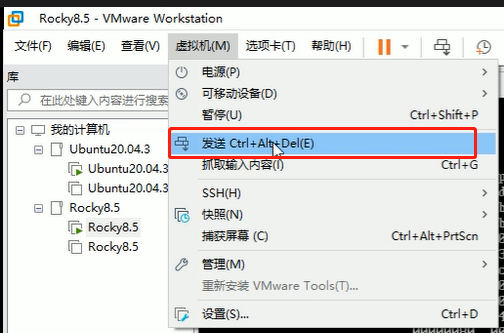 Rocky8.5 - VMware Workstation
文件(F) 编辑(E) 查看(V) 虚拟机(M) 选项卡(T) 帮助(H)
库
在此处键入内容进行搜索
我的计算机
Ubuntu20.04.3
Ubuntu20.04.3
Rocky8.5
Rocky8.5
Rocky8.5
电源(P)
可移动设备(D)
暂停(U) Ctrl+Shift+P
发送 Ctrl+Alt+Del(E)
抓取输入内容(I) Ctrl+G
SSH(H)
快照(N)
捕获屏幕 (C) Ctrl+Alt+PrtScn
管理(M)
重新安装 VMware Tools(T)...
设置(S)... Ctrl+D